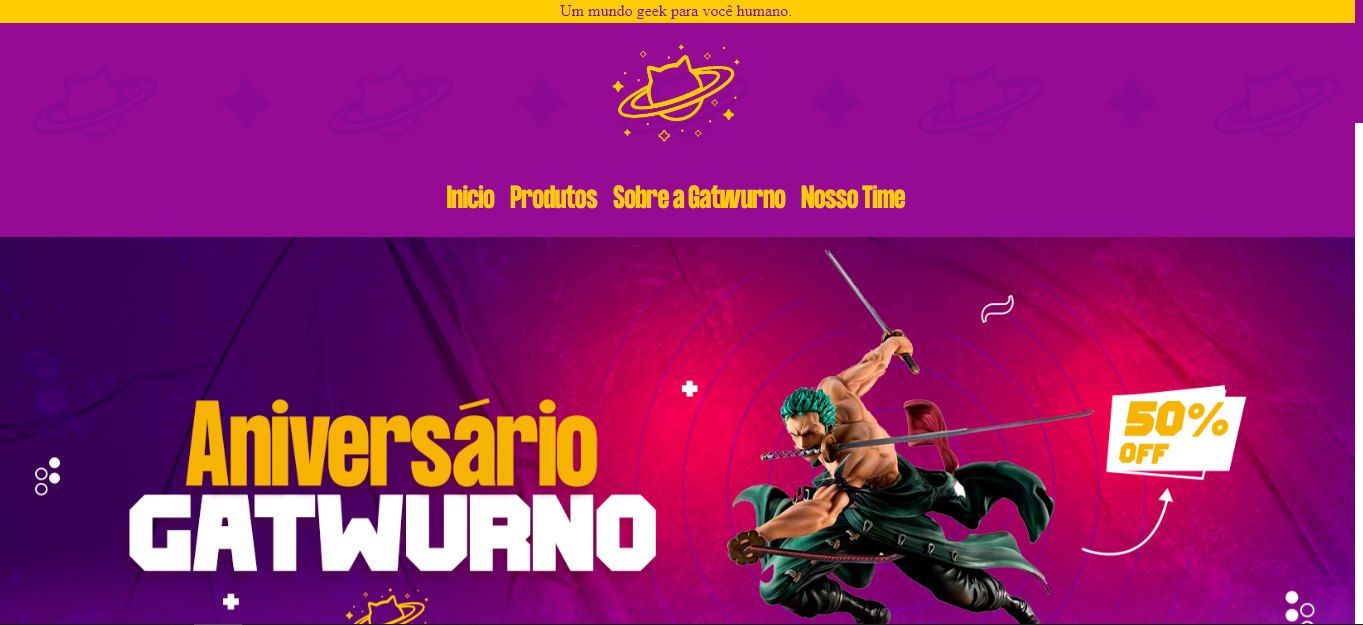 Um mundo geek para você humano.
Inicio Produtos Sobre a Gatwurno Nosso Time
Aniversário
GATWURNO
50%
OFF